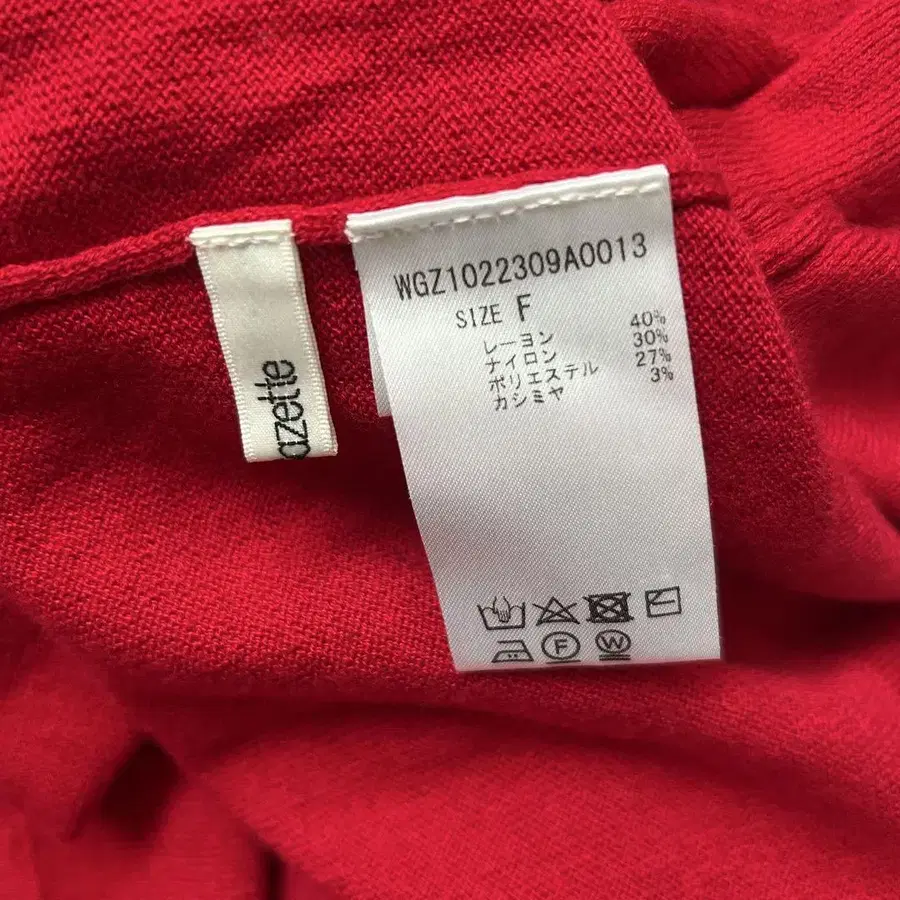 azette
WGZ1022309A0013
SIZE F
レーヨン 40%
ナイロン 30%
ポリエステル 27%
カシミヤ 3%
F
W